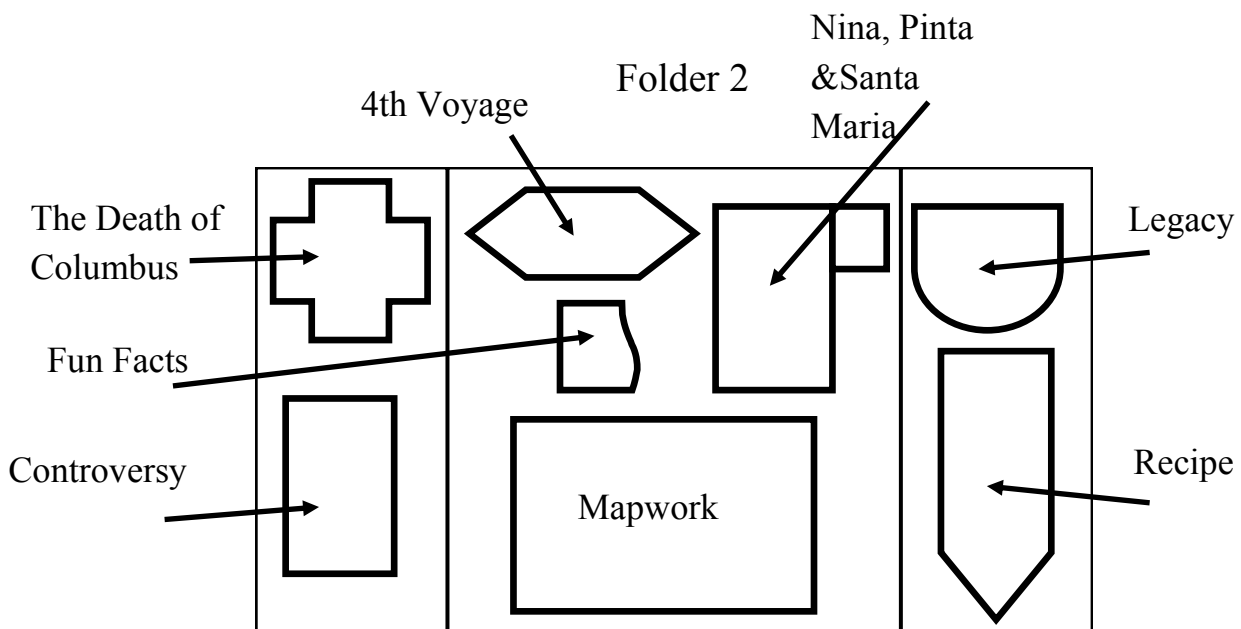 Nina, Pinta
&Santa
Maria
Folder 2
4th Voyage
The Death of
Columbus
Legacy
Fun Facts
Controversy
Recipe
Mapwork